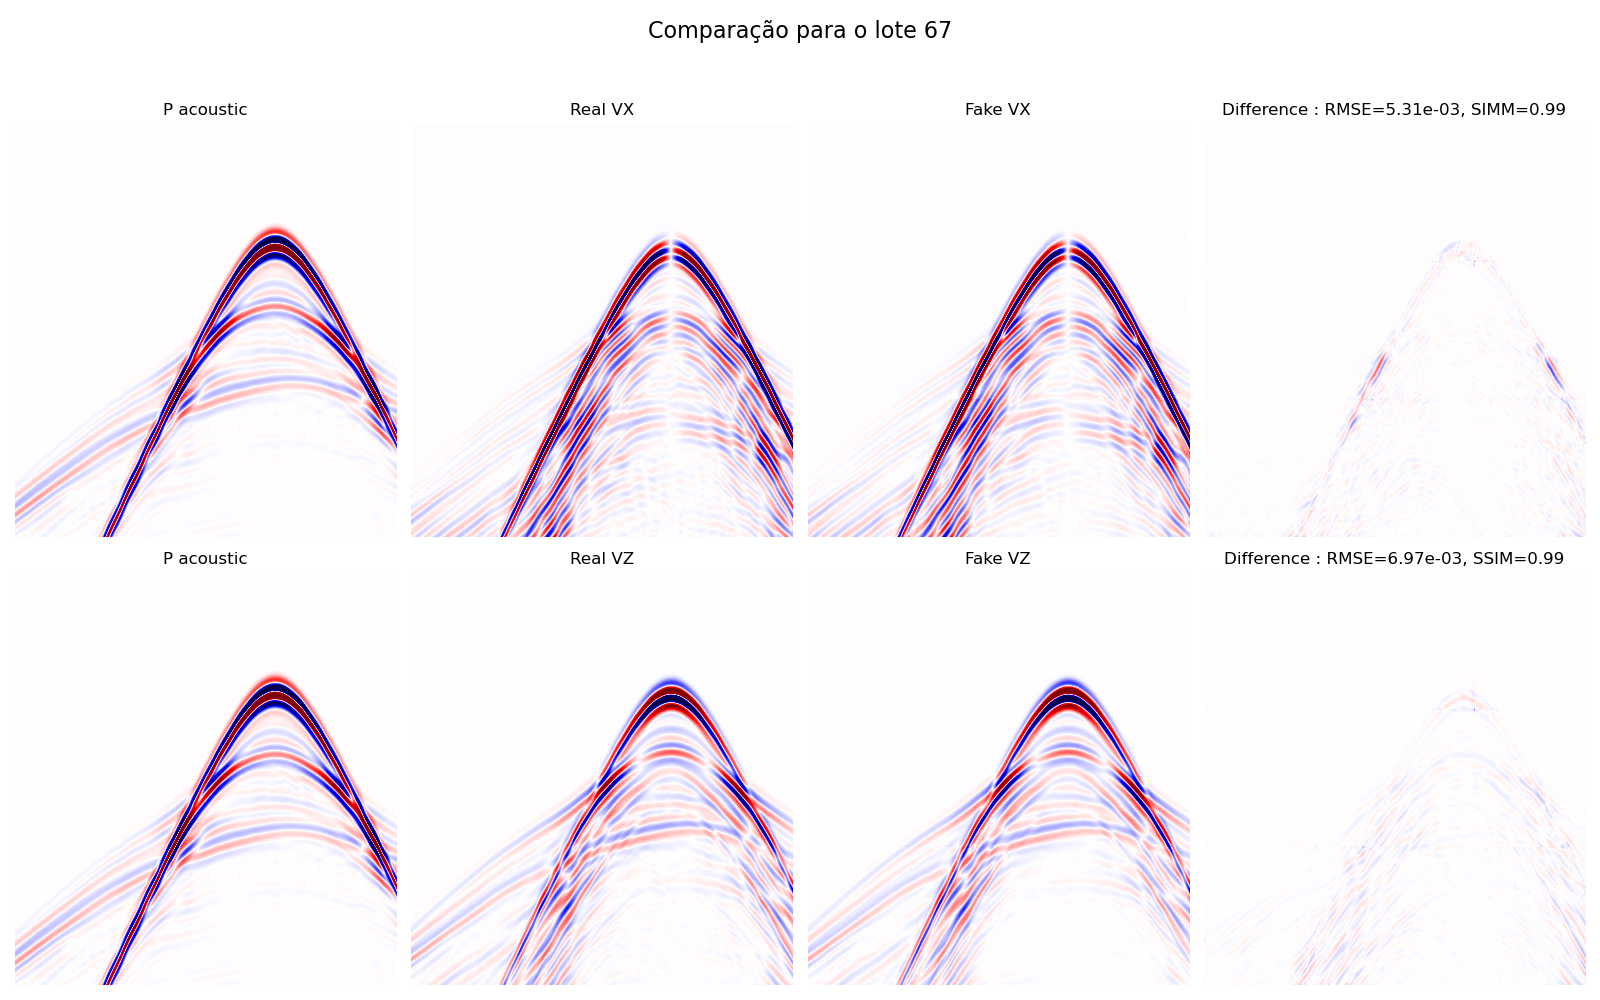 Comparação para o lote 67
P acoustic
Real VX
Fake VX
Difference : RMSE=5.31e-03, SIMM=0.99
P acoustic
Real VZ
Fake VZ
Difference : RMSE=6.97e-03, SSIM=0.99